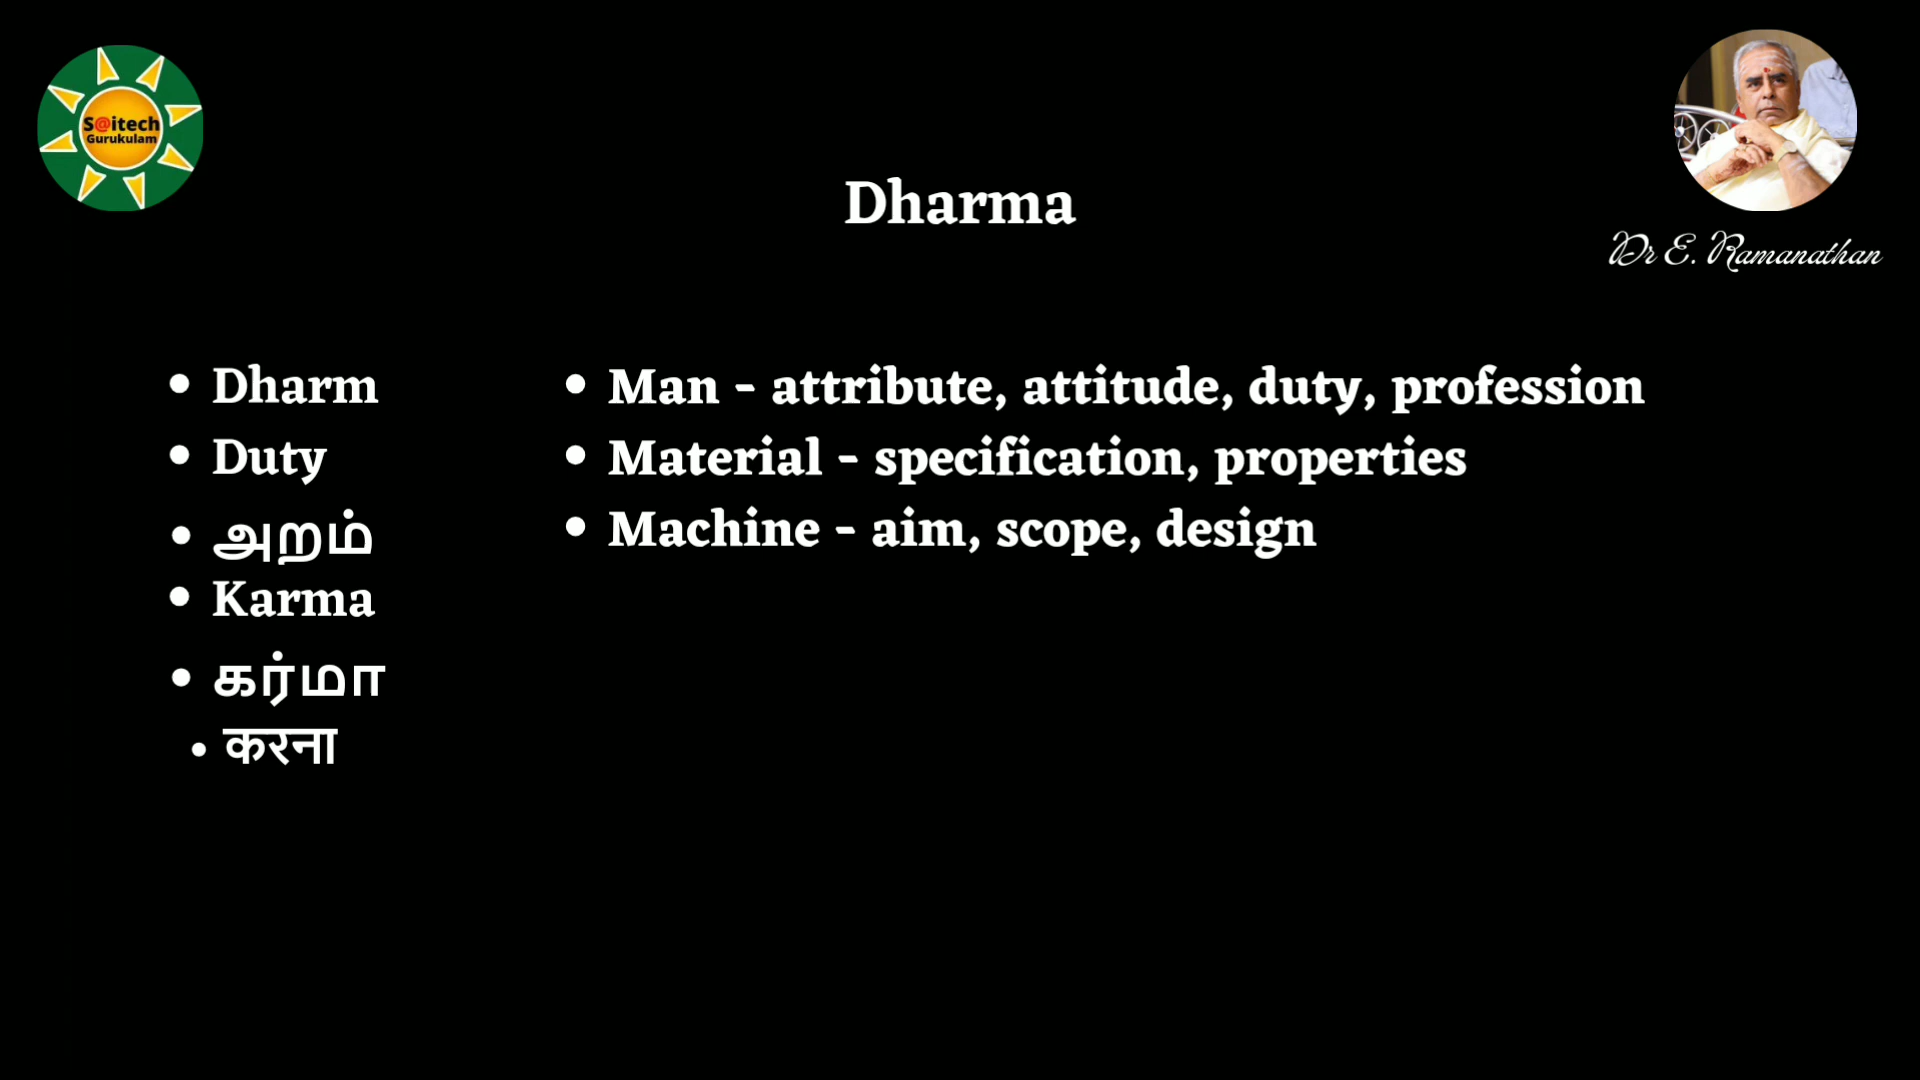 S@itech
Gurukulam
Dr E. Ramanathan
Dharma
• Dharm
• Duty
• அறம்
• Karma
• கர்மா
• करना
• Man - attribute, attitude, duty, profession
• Material - specification, properties
• Machine - aim, scope, design